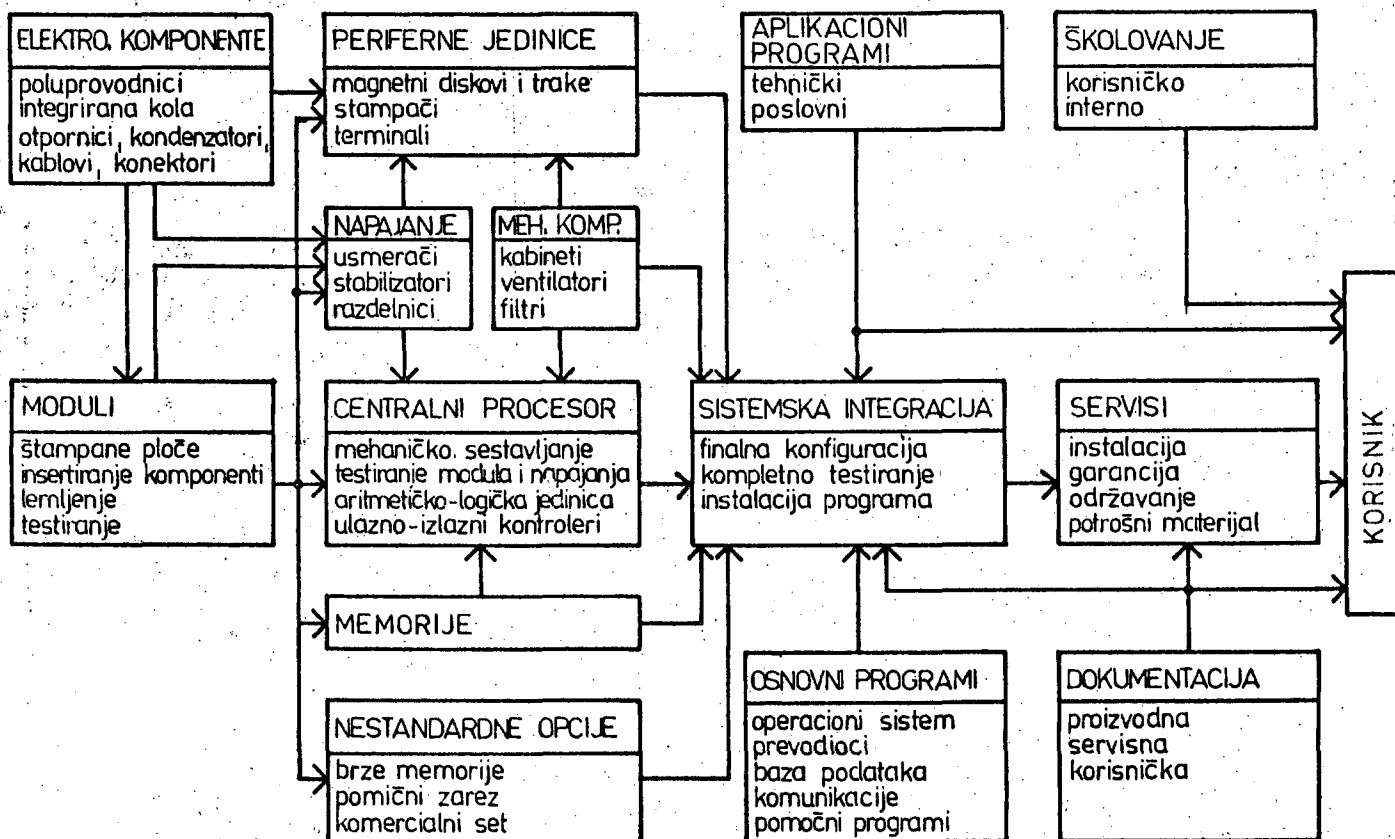 ELEKTRO. KOMPONENTE
poluprovodnici
integrirana kola
otpornici, kondenzatori,
kablovi, konektori
PERIFERNE JEDINICE
magnetni diskovi i trake
stampači
terminali
APLIKACIONI
PROGRAMI
tehnički
poslovni
ŠKOLOVANJE
korisničko
interno
NAPAJANJE
usmerači
stabilizatori
razdelnici
MEH. KOMP.
kabineti
ventilatori
filtri
MODULI
štampane ploče
insertiranje komponenti
lemljenje
testiranje
CENTRALNI PROCESOR
mehaničko sestavljanje
testiranje modula i napajanja
aritmetičko-logička jedinica
ulazno-izlazni kontroleri
SISTEMSKA INTEGRACIJA
finalna konfiguracija
kompletno testiranje
instalacija programa
SERVISI
instalacija
garancija
održavanje
potrošni materijal
KORISNIK
MEMORIJE
NESTANDARDNE OPCIJE
brze memorije
pomični zarez
komercialni set
OSNOVNI PROGRAMI
operacioni sistem
prevodioci
baza podataka
komunikacije
pomočni programi
DOKUMENTACIJA
proizvodna
servisna
korisnička